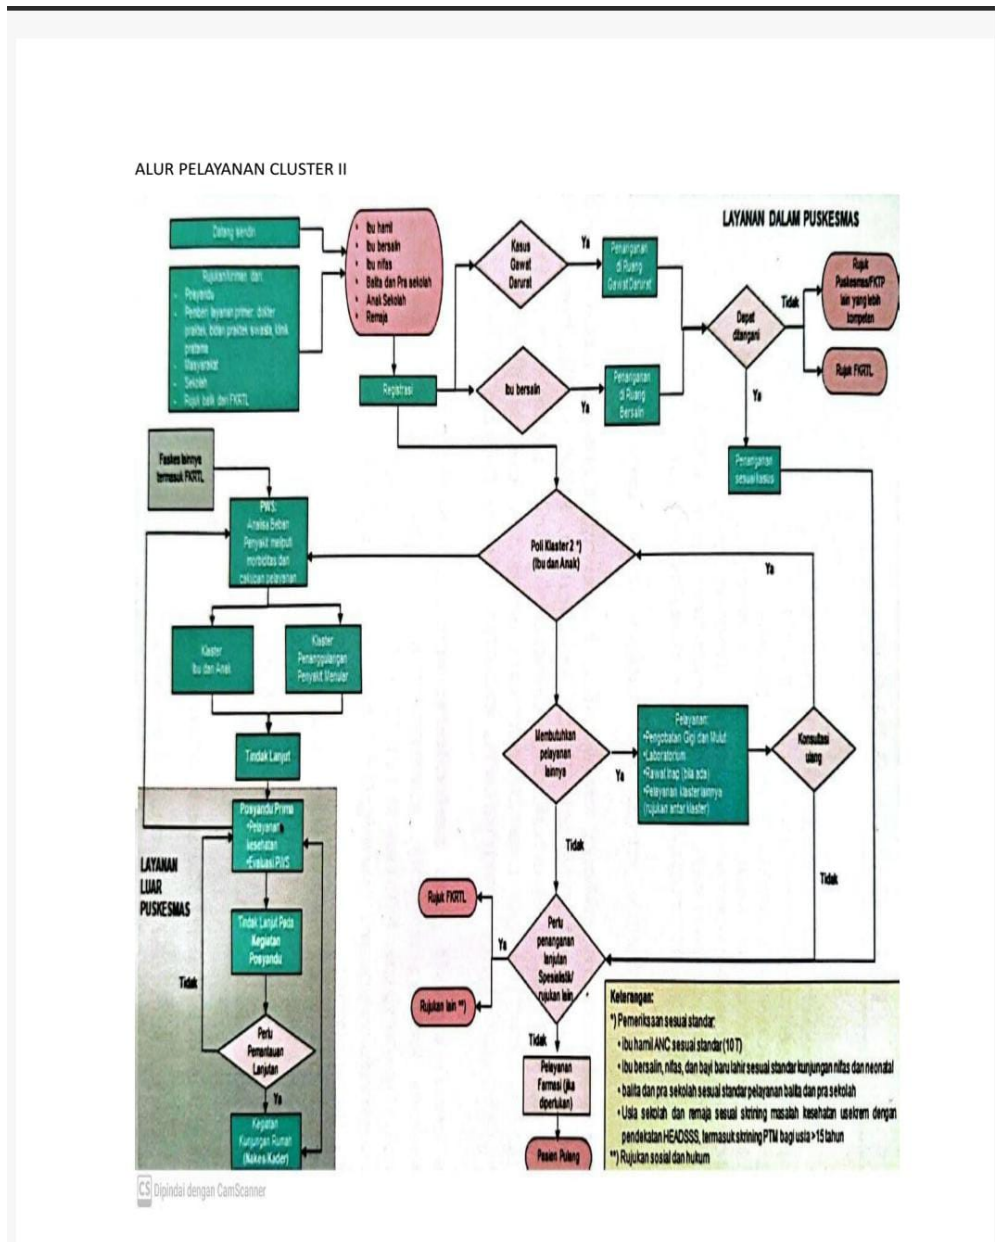 ALUR PELAYANAN CLUSTER II
LAYANAN DALAM PUSKESMAS
Datang sendiri
Rujukan/kiriman dari:
- Posyandu
- Pemberi layanan primer: dokter
praktek, bidan praktek swasta, klinik
pratama
- Masyarakat
- Sekolah
- Rujuk balik dari FKRTL
• Ibu hamil
• Ibu bersalin
• Ibu nifas
• Balita dan Pra sekolah
• Anak Sekolah
• Remaja
Registrasi
Kasus
Gawat
Darurat
Ya
Penanganan
di Ruang
Gawat Darurat
Ibu bersalin
Ya
Penanganan
di Ruang
Bersalin
Dapat
ditangani
Tidak
Rujuk
Puskesmas/FKTP
lain yang lebih
kompeten
Rujuk FKRTL
Ya
Penanganan
sesuai kasus
Faskes lainnya
termasuk FKRTL
PWS:
Analisa Beban
Penyakit meliputi
morbiditas dan
cakupan pelayanan
Poli Klaster 2 *)
(Ibu dan Anak)
Ya
Klaster
Ibu dan Anak
Klaster
Penanggulangan
Penyakit Menular
Tindak Lanjut
Membutuhkan
pelayanan
lainnya
Ya
Pelayanan:
•Pengobatan Gigi dan Mulut
•Laboratorium
•Rawat Inap (bila ada)
•Pelayanan klaster lainnya
(rujukan antar klaster)
Konsultasi
ulang
Tidak
Tidak
LAYANAN
LUAR
PUSKESMAS
Posyandu Prima
•Pelayanan
kesehatan
•Evaluasi PWS
Tindak Lanjut Pada
Kegiatan
Posyandu
Tidak
Perlu
Pemantauan
Lanjutan
Ya
Kegiatan
Kunjungan Rumah
(Nakes/Kader)
Rujuk FKRTL
Ya
Rujukan lain **)
Perlu
penanganan
lanjutan
Spesialistik/
rujukan lain
Tidak
Pelayanan
Farmasi (jika
diperlukan)
Pasien Pulang
Keterangan:
*) Pemeriksaan sesuai standar:
• ibu hamil ANC sesuai standar (10 T)
• ibu bersalin, nifas, dan bayi baru lahir sesuai standar kunjungan nifas dan neonatal
• balita dan pra sekolah sesuai standar pelayanan balita dan pra sekolah
• Usia sekolah dan remaja sesuai skrining masalah kesehatan usekrem dengan
pendekatan HEADSSS, termasuk skrining PTM bagi usia >15 tahun
**) Rujukan sosial dan hukum
CS Dipindai dengan CamScanner